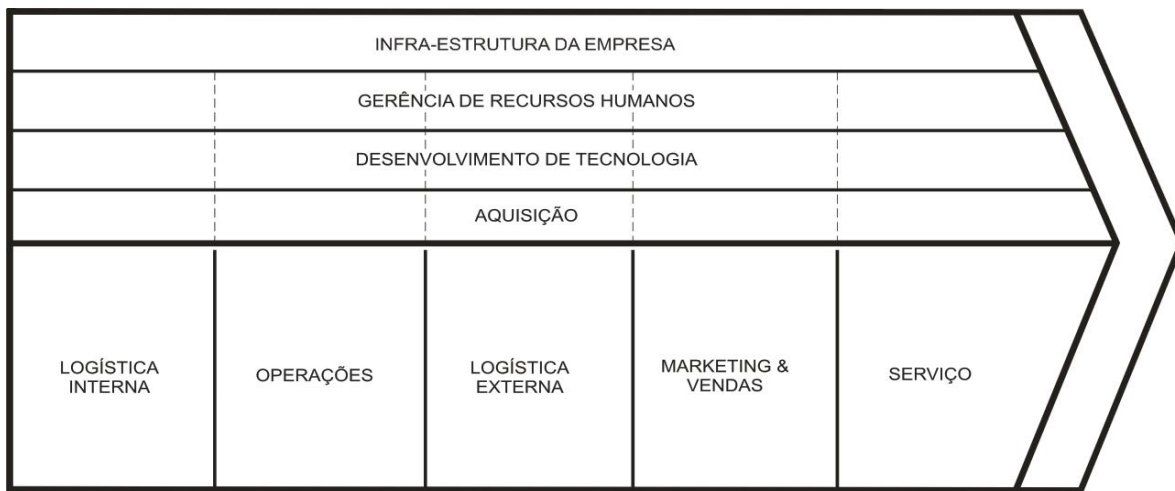 INFRA-ESTRUTURA DA EMPRESA
GERÊNCIA DE RECURSOS HUMANOS
DESENVOLVIMENTO DE TECNOLOGIA
AQUISIÇÃO
LOGÍSTICA
INTERNA
OPERAÇÕES
LOGÍSTICA
EXTERNA
MARKETING &
VENDAS
SERVIÇO